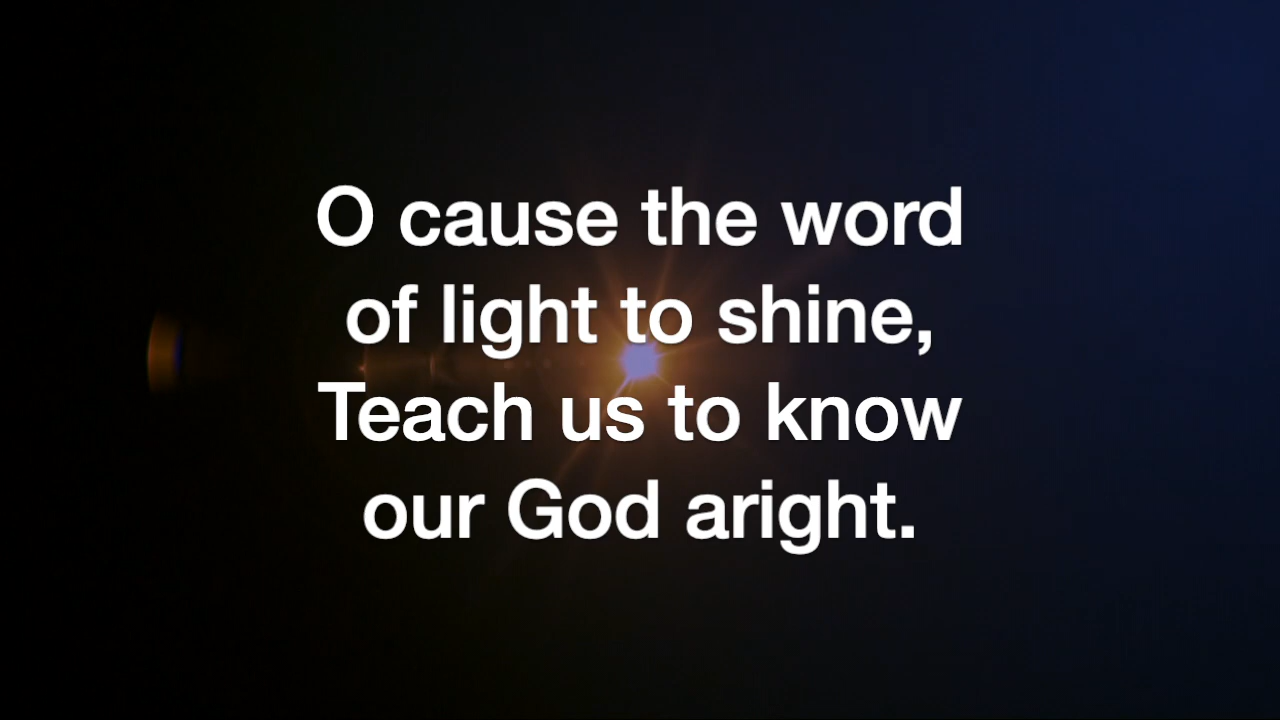 O cause the word
of light to shine,
Teach us to know
our God aright.